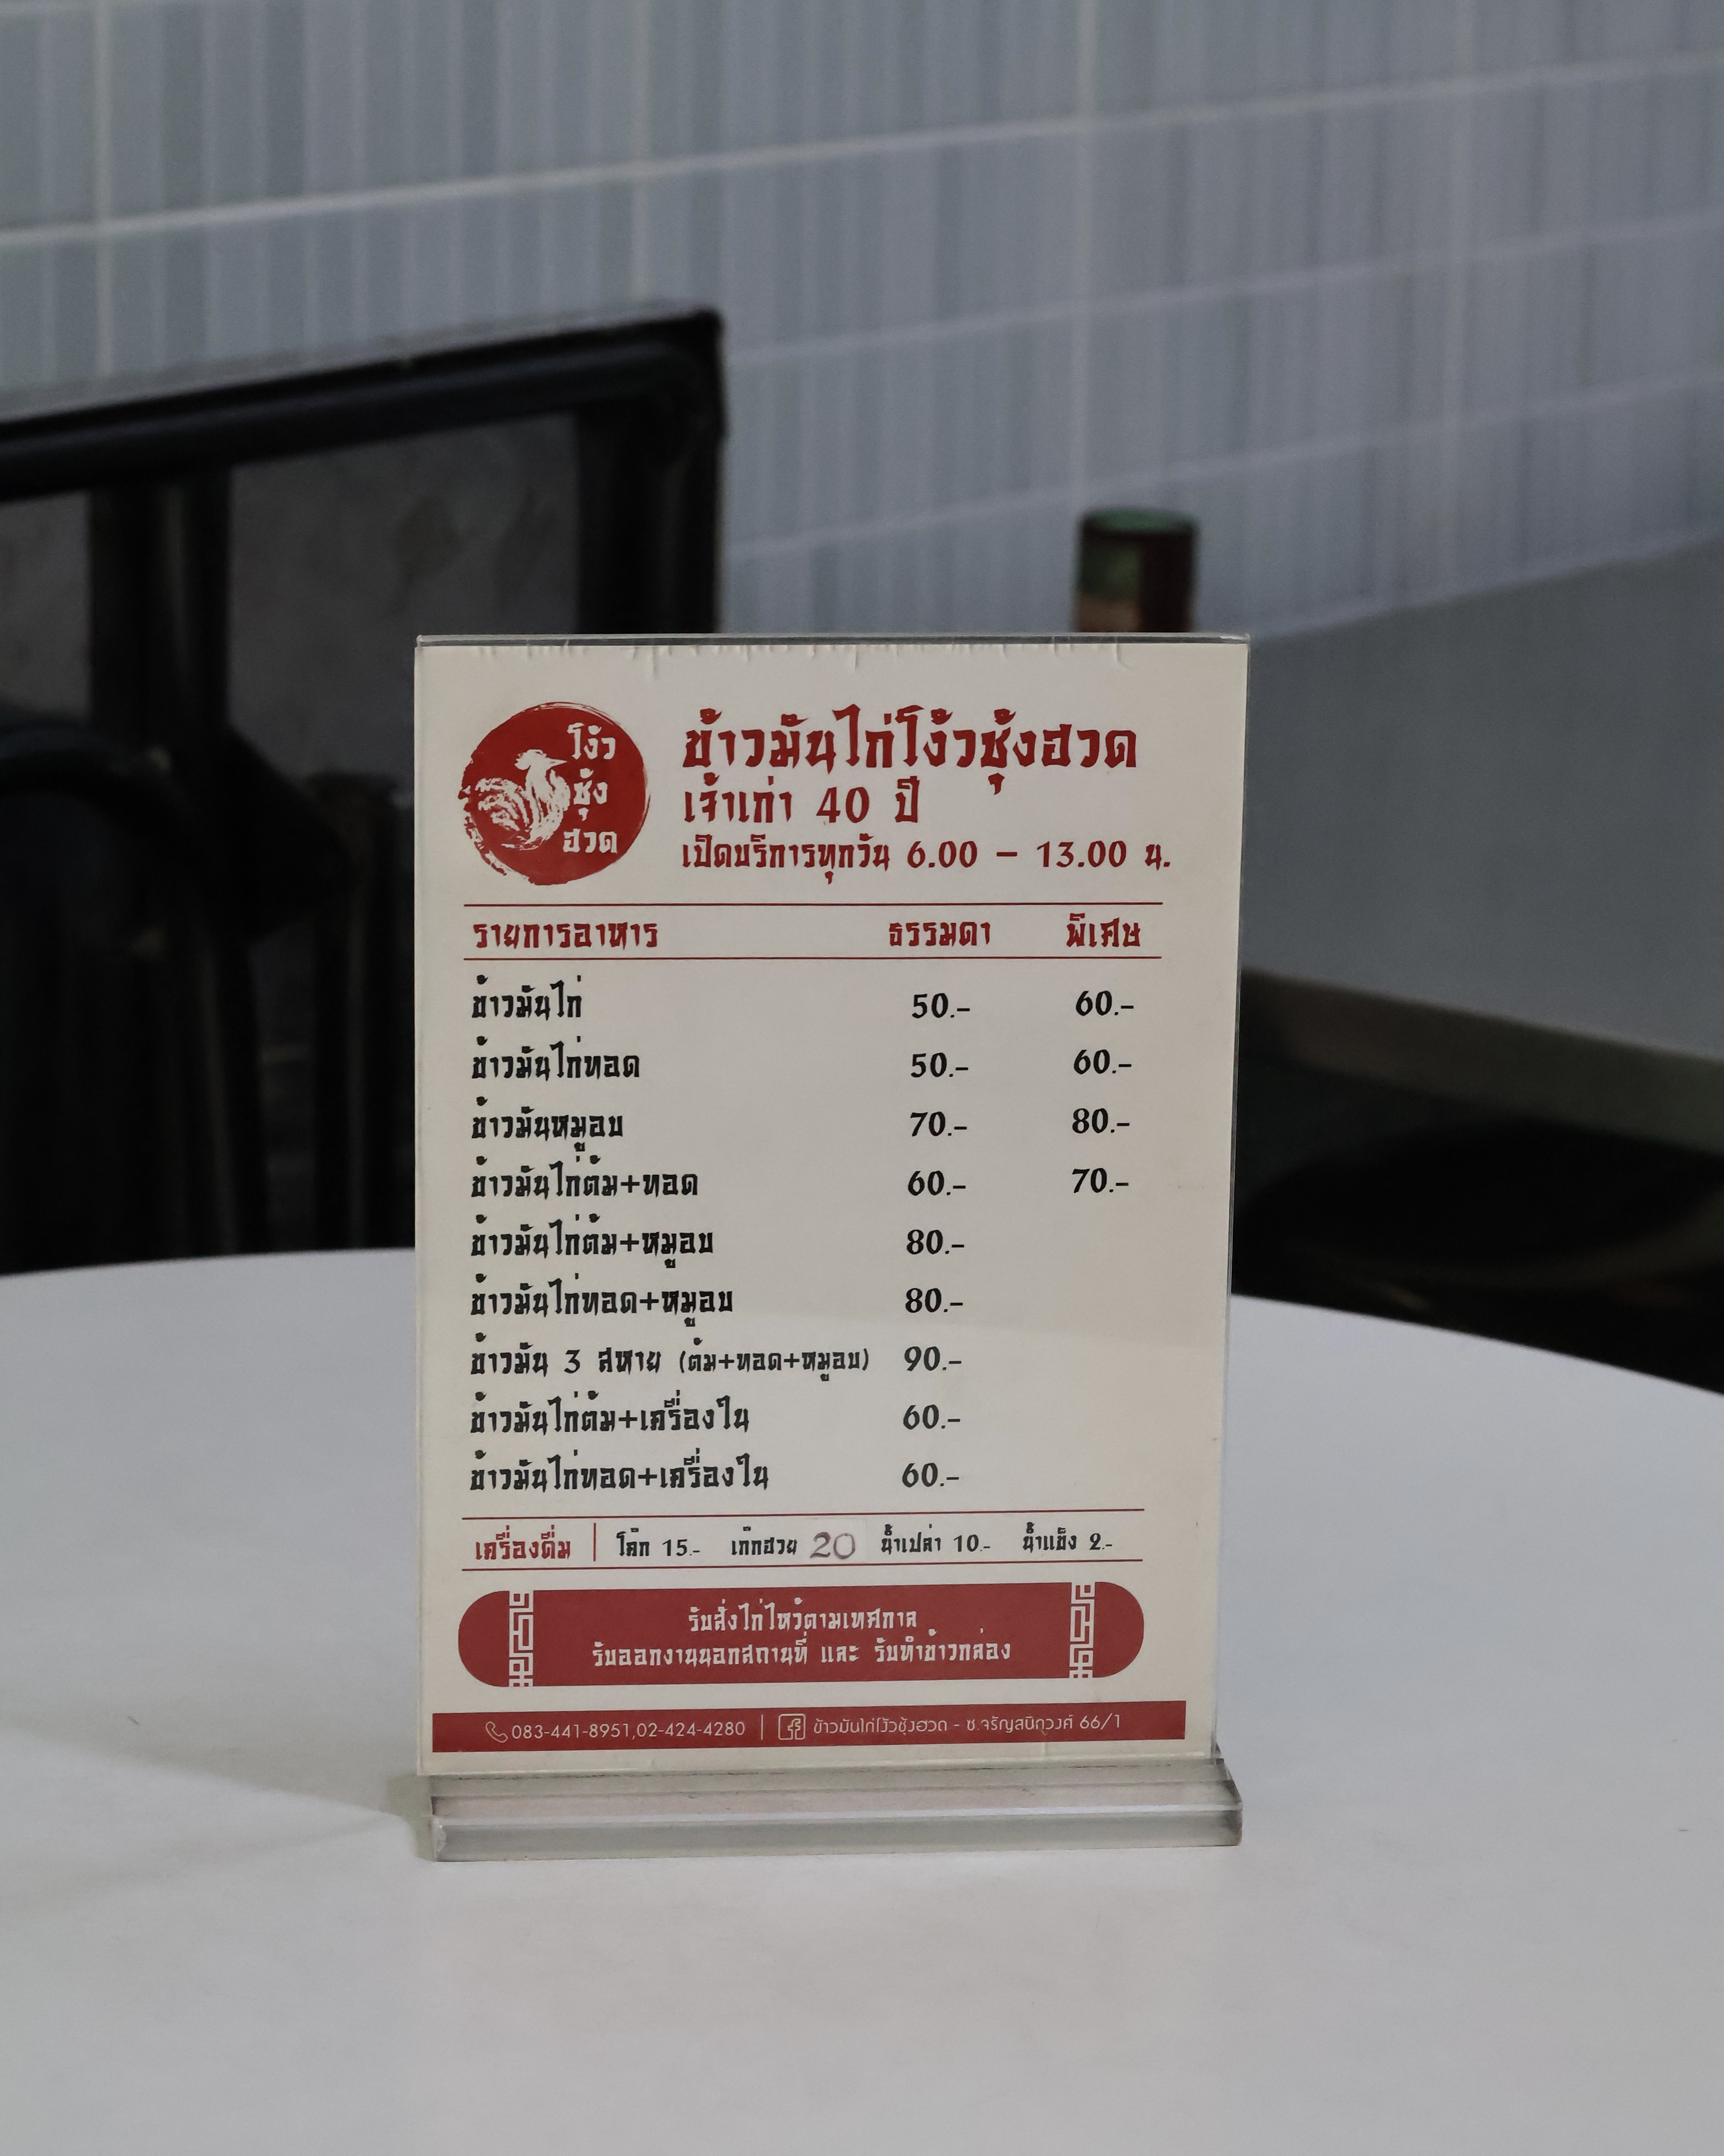 โง้ว
ซุ้ง
ฮวด
ข้าวมันไก่โง้วซุ้งฮวด
เจ้าเก่า 40 ปี
เปิดบริการทุกวัน 6.00 – 13.00 น.
รายการอาหาร ธรรมดา พิเศษ
ข้าวมันไก่ 50.- 60.-
ข้าวมันไก่ทอด 50.- 60.-
ข้าวมันหมูอบ 70.- 80.-
ข้าวมันไก่ต้ม+ทอด 60.- 70.-
ข้าวมันไก่ต้ม+หมูอบ 80.-
ข้าวมันไก่ทอด+หมูอบ 80.-
ข้าวมัน 3 สหาย (ต้ม+ทอด+หมูอบ) 90.-
ข้าวมันไก่ต้ม+เครื่องใน 60.-
ข้าวมันไก่ทอด+เครื่องใน 60.-
เครื่องดื่ม โค๊ก 15.- เก๊กฮวย 20 น้ำเปล่า 10.- น้ำแข็ง 2.-
รับสั่งไก่ไหว้ตามเทศกาล
รับออกงานนอกสถานที่ และ รับทำข้าวกล่อง
083-441-8951,02-424-4280 ข้าวมันไก่โง้วซุ้งฮวด - ซ.จรัญสนิทวงศ์ 66/1